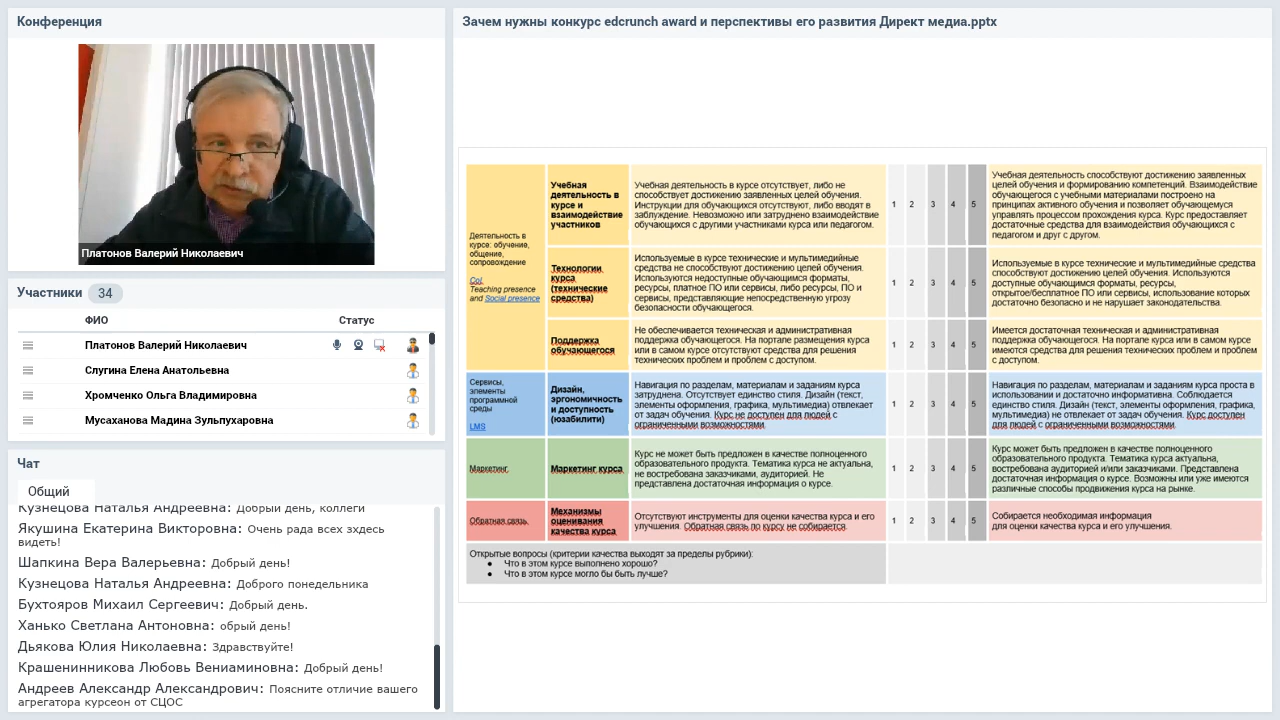 Конференция
Платонов Валерий Николаевич
Участники 34
ФИО Статус
Платонов Валерий Николаевич
Слугина Елена Анатольевна
Хромченко Ольга Владимировна
Мусаханова Мадина Зульпухаровна
Чат
Общий
Кузнецова Наталья Андреевна: Добрый день, коллеги
Якушина Екатерина Викторовна: Очень рада всех зхдесь
видеть!
Шапкина Вера Валерьевна: Добрый день!
Кузнецова Наталья Андреевна: Доброго понедельника
Бухтояров Михаил Сергеевич: Добрый день.
Ханько Светлана Антоновна: обрый день!
Дьякова Юлия Николаевна: Здравствуйте!
Крашенинникова Любовь Вениаминовна: Добрый день!
Андреев Александр Александрович: Поясните отличие вашего
агрегатора курсеон от СЦОС
Зачем нужны конкурс edcrunch award и перспективы его развития Директ медиа.pptx
Деятельность в
курсе: обучение,
общение,
сопровождение
CoI,
Teaching presence
and Social presence
Учебная
деятельность в
курсе и
взаимодействие
участников
Учебная деятельность в курсе отсутствует, либо не
способствует достижению заявленных целей обучения.
Инструкции для обучающихся отсутствуют, либо вводят в
заблуждение. Невозможно или затруднено взаимодействие
обучающихся с другими участниками курса или педагогом.
1 2 3 4 5
Учебная деятельность способствуют достижению заявленных
целей обучения и формированию компетенций. Взаимодействие
обучающегося с учебными материалами построено на
принципах активного обучения и позволяет обучающемуся
управлять процессом прохождения курса. Курс предоставляет
достаточные средства для взаимодействия обучающихся с
педагогом и друг с другом.
Технологии
курса
(технические
средства)
Используемые в курсе технические и мультимедийные
средства не способствуют достижению целей обучения.
Используются недоступные обучающимся форматы,
ресурсы, платное ПО или сервисы, либо ресурсы, ПО и
сервисы, представляющие непосредственную угрозу
безопасности обучающегося.
1 2 3 4 5
Используемые в курсе технические и мультимедийные средства
способствуют достижению целей обучения. Используются
доступные обучающимся форматы, ресурсы,
открытое/бесплатное ПО или сервисы, использование которых
достаточно безопасно и не нарушает законодательства.
Поддержка
обучающегося
Не обеспечивается техническая и административная
поддержка обучающегося. На портале размещения курса
или в самом курсе отсутствуют средства для решения
технических проблем и проблем с доступом.
1 2 3 4 5
Имеется достаточная техническая и административная
поддержка обучающегося. На портале курса или в самом курсе
имеются средства для решения технических проблем и проблем
с доступом.
Сервисы,
элементы
программной
среды
LMS
Дизайн,
эргономичность
и доступность
(юзабилити)
Навигация по разделам, материалам и заданиям курса
затруднена. Отсутствует единство стиля. Дизайн (текст,
элементы оформления, графика, мультимедиа) отвлекает
от задач обучения. Курс не доступен для людей с
ограниченными возможностями.
1 2 3 4 5
Навигация по разделам, материалам и заданиям курса проста в
использовании и достаточно информативна. Соблюдается
единство стиля. Дизайн (текст, элементы оформления, графика,
мультимедиа) не отвлекает от задач обучения. Курс доступен
для людей с ограниченными возможностями.
Маркетинг.
Маркетинг курса
Курс не может быть предложен в качестве полноценного
образовательного продукта. Тематика курса не актуальна,
не востребована заказчиками, аудиторией. Не
представлена достаточная информация о курсе.
1 2 3 4 5
Курс может быть предложен в качестве полноценного
образовательного продукта. Тематика курса актуальна,
востребована аудиторией и/или заказчиками. Представлена
достаточная информация о курсе. Возможны или уже имеются
различные способы продвижения курса на рынке.
Обратная связь.
Механизмы
оценивания
качества курса
Отсутствуют инструменты для оценки качества курса и его
улучшения. Обратная связь по курсу не собирается.
1 2 3 4 5
Собирается необходимая информация
для оценки качества курса и его улучшения.
Открытые вопросы (критерии качества выходят за пределы рубрики):
● Что в этом курсе выполнено хорошо?
● Что в этом курсе могло бы быть лучше?